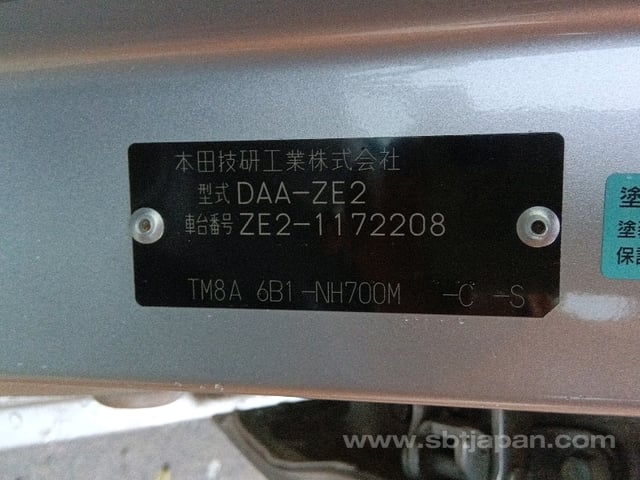 本田技研工業株式会社
型式 DAA-ZE2
車台番号 ZE2-1172208
TM8A 6B1-NH700M -C -S
塗
塗
保証
www.sbtjapan.com